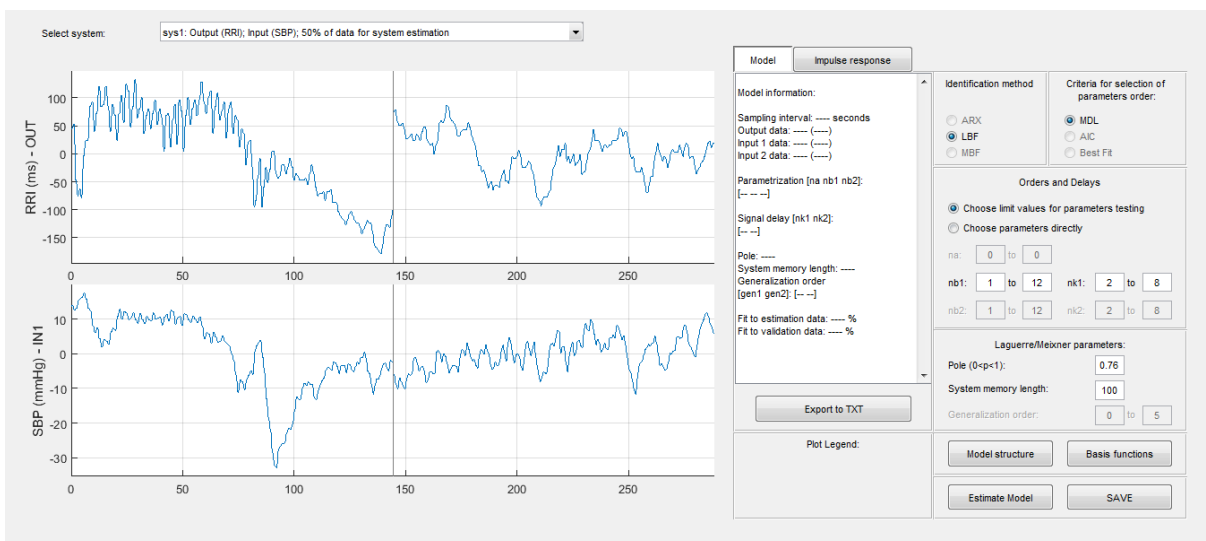 Select system: sys1: Output (RRI); Input (SBP); 50% of data for system estimation
RRI (ms) - OUT
100
50
0
-50
-100
-150
0 50 100 150 200 250
SBP (mmHg) - IN1
10
0
-10
-20
-30
0 50 100 150 200 250
Model Impulse response
Model information:
Sampling interval: ---- seconds
Output data: ---- (----)
Input 1 data: ---- (----)
Input 2 data: ---- (----)
Parametrization [na nb1 nb2]:
[-- -- --]
Signal delay [nk1 nk2]:
[-- --]
Pole: ----
System memory length: ----
Generalization order
[gen1 gen2]: [-- --]
Fit to estimation data: ---- %
Fit to validation data: ---- %
Export to TXT
Plot Legend:
Identification method
ARX
LBF
MBF
Criteria for selection of
parameters order:
MDL
AIC
Best Fit
Orders and Delays
Choose limit values for parameters testing
Choose parameters directly
na: 0 to 0
nb1: 1 to 12 nk1: 2 to 8
nb2: 1 to 12 nk2: 2 to 8
Laguerre/Meixner parameters:
Pole (0<p<1): 0.76
System memory length: 100
Generalization order: 0 to 5
Model structure Basis functions
Estimate Model SAVE